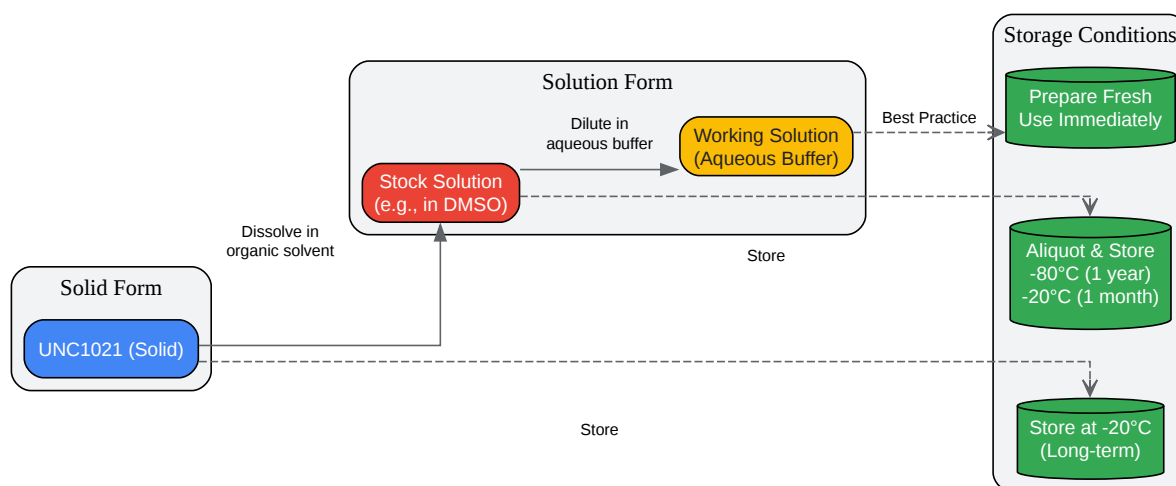 Storage Conditions
Prepare Fresh
Use Immediately
Solution Form
Best Practice
Dilute in
aqueous buffer
Working Solution
(Aqueous Buffer)
Stock Solution
(e.g., in DMSO)
Dissolve in
organic solvent
Store
Aliquot & Store
-80°C (1 year)
-20°C (1 month)
Solid Form
UNC1021 (Solid)
Store
Store at -20°C
(Long-term)